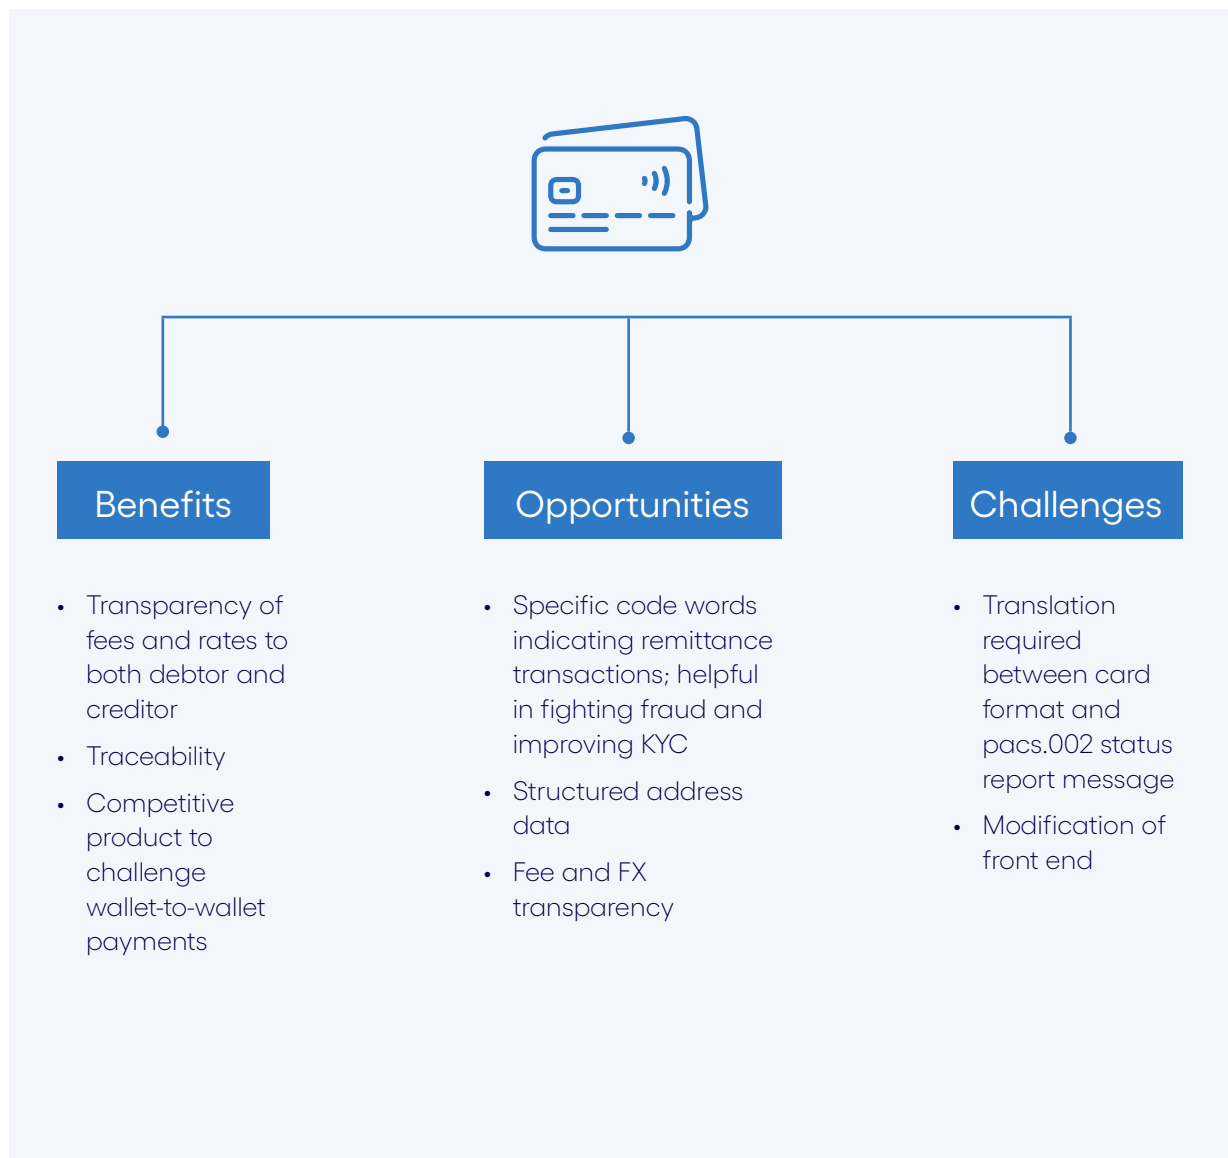 Benefits
• Transparency of
fees and rates to
both debtor and
creditor
• Traceability
• Competitive
product to
challenge
wallet-to-wallet
payments
Opportunities
• Specific code words
indicating remittance
transactions; helpful
in fighting fraud and
improving KYC
• Structured address
data
• Fee and FX
transparency
Challenges
• Translation
required
between card
format and
pacs.002 status
report message
• Modification of
front end